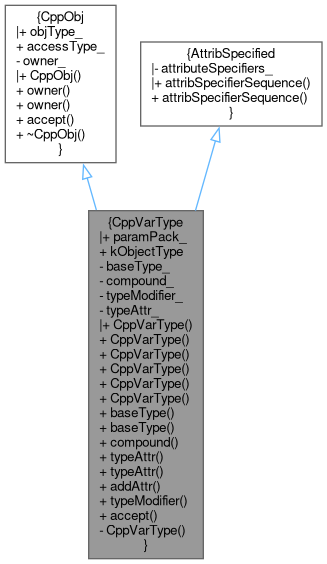 {CppObj
|+ objType_
+ accessType_
- owner_
|+ CppObj()
+ owner()
+ owner()
+ accept()
+ ~CppObj()
}
{AttribSpecified
|- attributeSpecifiers_
|+ attribSpecifierSequence()
+ attribSpecifierSequence()
}
{CppVarType
|+ paramPack_
+ kObjectType
- baseType_
- compound_
- typeModifier_
- typeAttr_
|+ CppVarType()
+ CppVarType()
+ CppVarType()
+ CppVarType()
+ CppVarType()
+ CppVarType()
+ baseType()
+ baseType()
+ compound()
+ typeAttr()
+ typeAttr()
+ addAttr()
+ typeModifier()
+ accept()
- CppVarType()
}